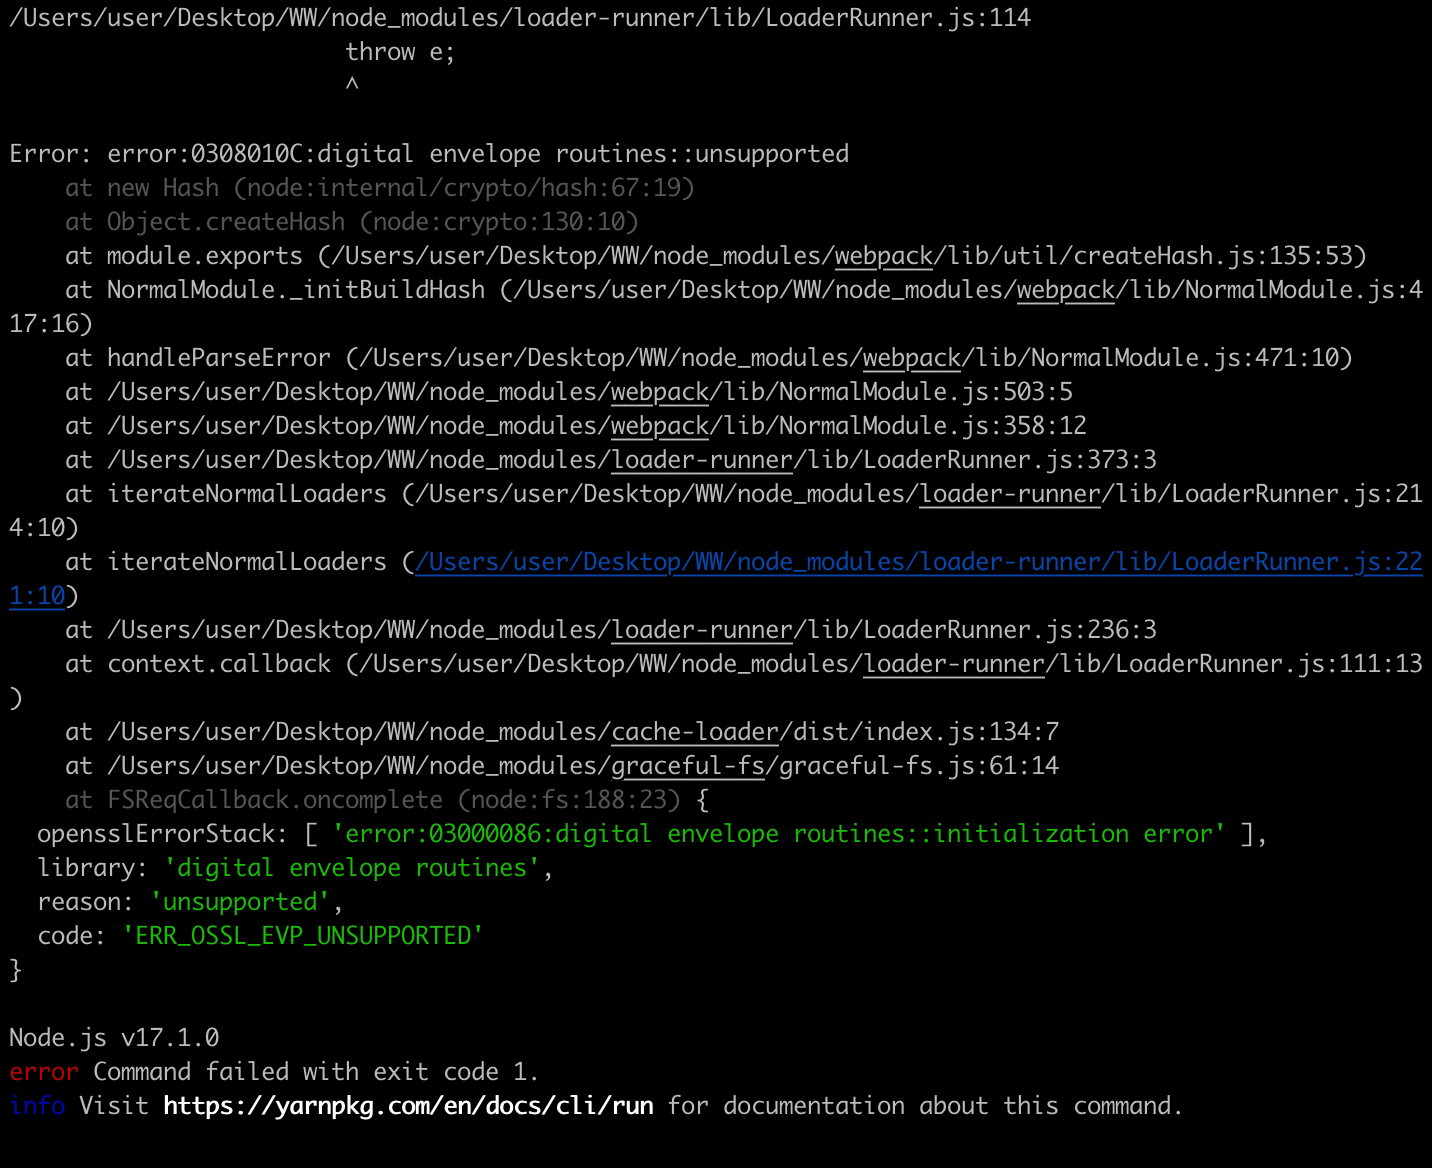 /Users/user/Desktop/WW/node_modules/loader-runner/lib/LoaderRunner.js:114
throw e;
^
Error: error:0308010C:digital envelope routines::unsupported
at new Hash (node:internal/crypto/hash:67:19)
at Object.createHash (node:crypto:130:10)
at module.exports (/Users/user/Desktop/WW/node_modules/webpack/lib/util/createHash.js:135:53)
at NormalModule._initBuildHash (/Users/user/Desktop/WW/node_modules/webpack/lib/NormalModule.js:4
17:16)
at handleParseError (/Users/user/Desktop/WW/node_modules/webpack/lib/NormalModule.js:471:10)
at /Users/user/Desktop/WW/node_modules/webpack/lib/NormalModule.js:503:5
at /Users/user/Desktop/WW/node_modules/webpack/lib/NormalModule.js:358:12
at /Users/user/Desktop/WW/node_modules/loader-runner/lib/LoaderRunner.js:373:3
at iterateNormalLoaders (/Users/user/Desktop/WW/node_modules/loader-runner/lib/LoaderRunner.js:21
4:10)
at iterateNormalLoaders (/Users/user/Desktop/WW/node_modules/loader-runner/lib/LoaderRunner.js:22
1:10)
at /Users/user/Desktop/WW/node_modules/loader-runner/lib/LoaderRunner.js:236:3
at context.callback (/Users/user/Desktop/WW/node_modules/loader-runner/lib/LoaderRunner.js:111:13
)
at /Users/user/Desktop/WW/node_modules/cache-loader/dist/index.js:134:7
at /Users/user/Desktop/WW/node_modules/graceful-fs/graceful-fs.js:61:14
at FSReqCallback.oncomplete (node:fs:188:23) {
opensslErrorStack: [ 'error:03000086:digital envelope routines::initialization error' ],
library: 'digital envelope routines',
reason: 'unsupported',
code: 'ERR_OSSL_EVP_UNSUPPORTED'
}
Node.js v17.1.0
error Command failed with exit code 1.
info Visit https://yarnpkg.com/en/docs/cli/run for documentation about this command.